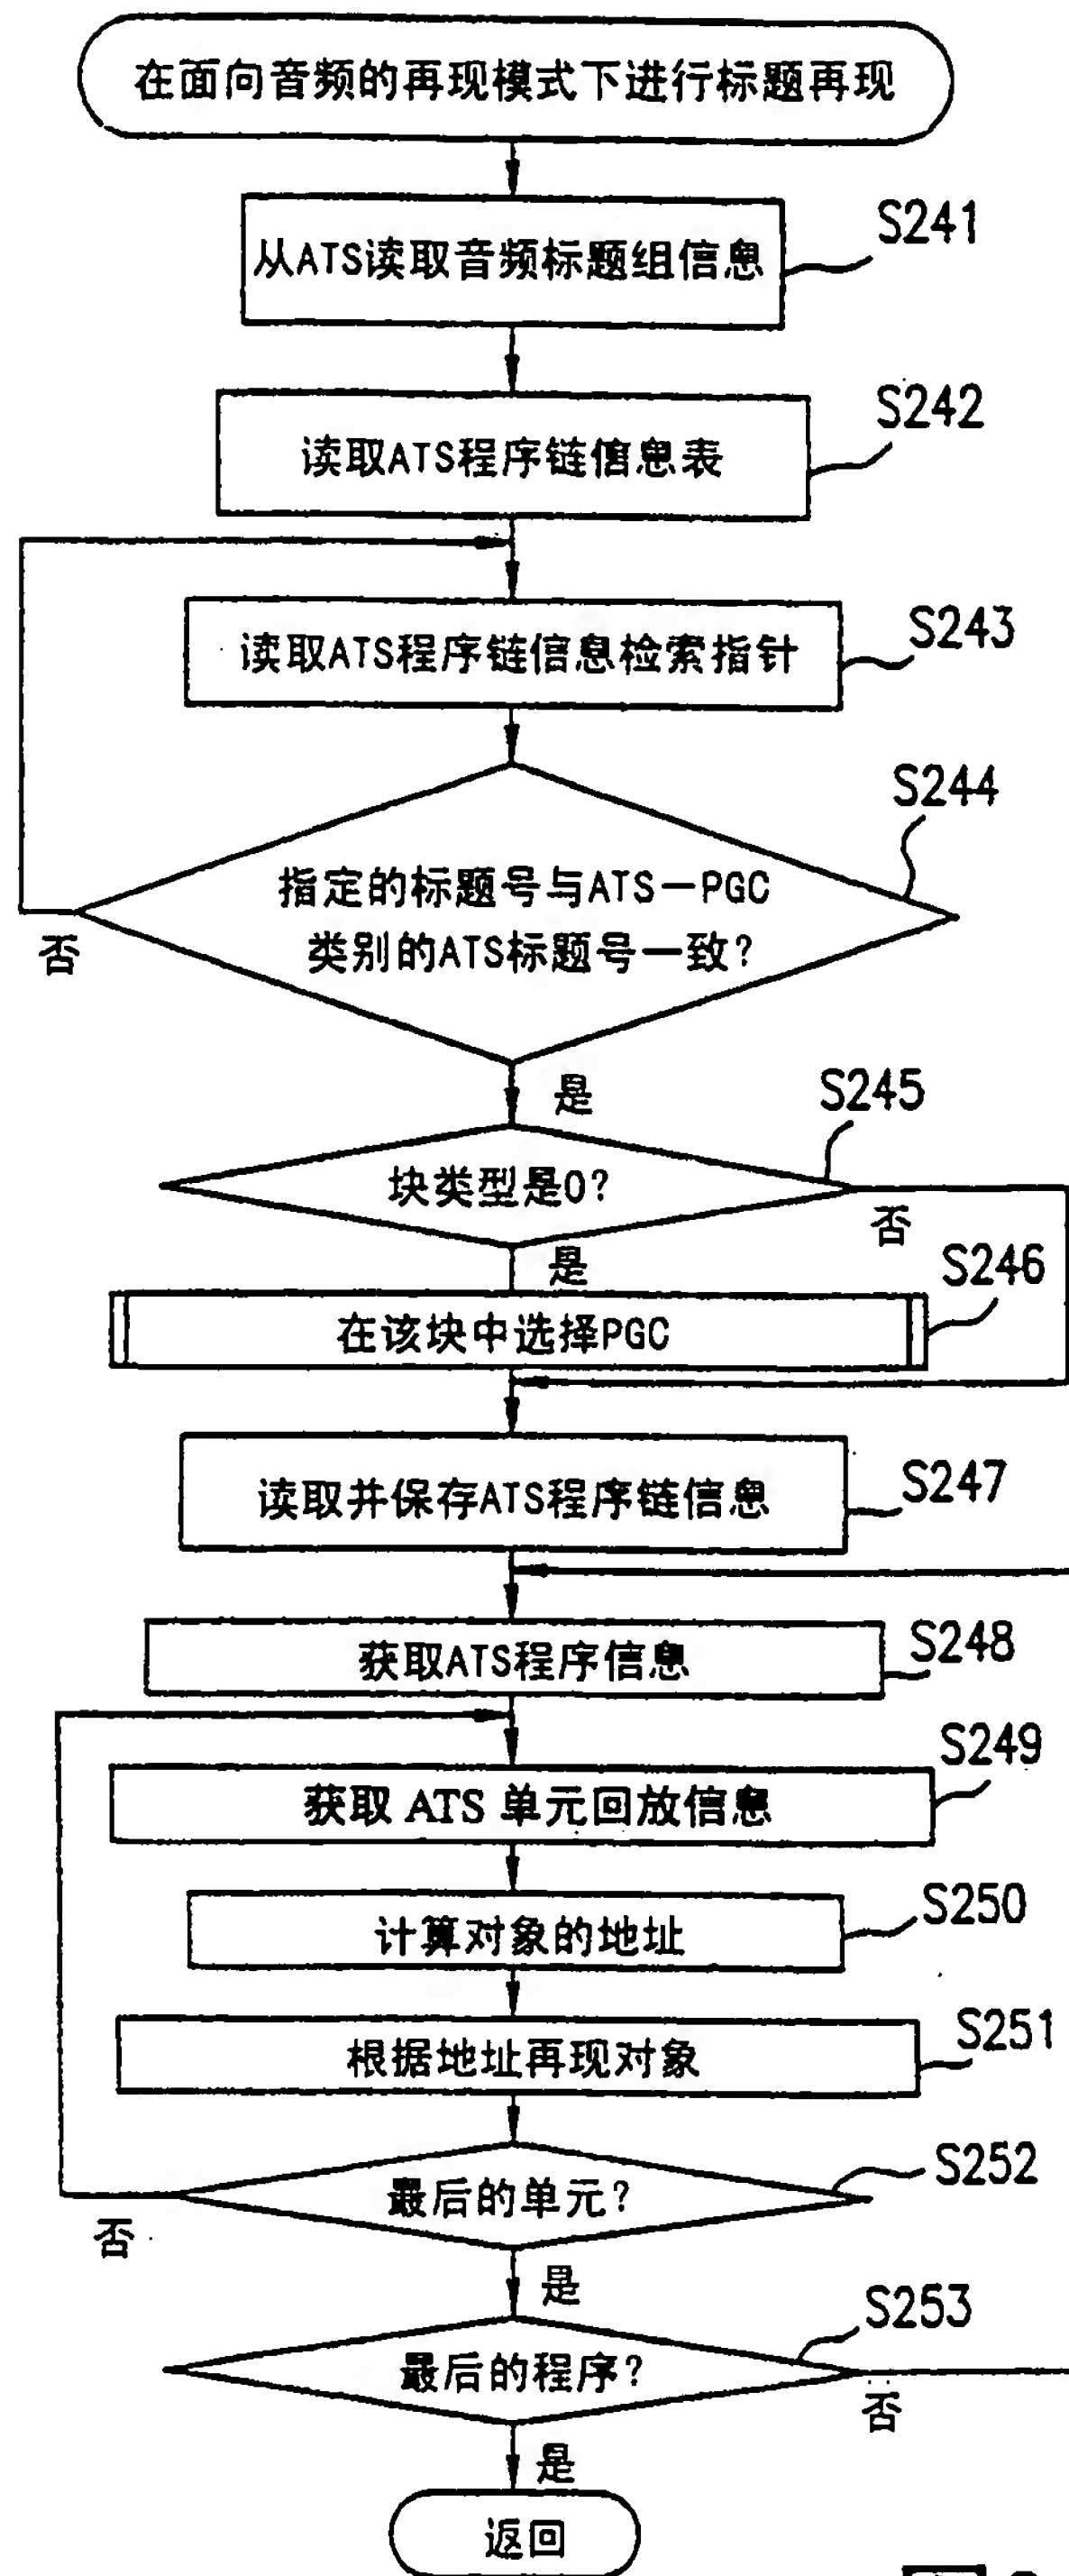 在面向音频的再现模式下进行标题再现
S241
从ATS读取音频标题组信息
S242
读取ATS程序链信息表
S243
读取ATS程序链信息检索指针
S244
指定的标题号与ATS—PGC
类别的ATS标题号一致?
否
是
S245
块类型是0?
否
是
S246
在该块中选择PGC
S247
读取并保存ATS程序链信息
S248
获取ATS程序信息
S249
获取 ATS 单元回放信息
S250
计算对象的地址
S251
根据地址再现对象
S252
最后的单元?
否
是
S253
最后的程序?
否
是
返回